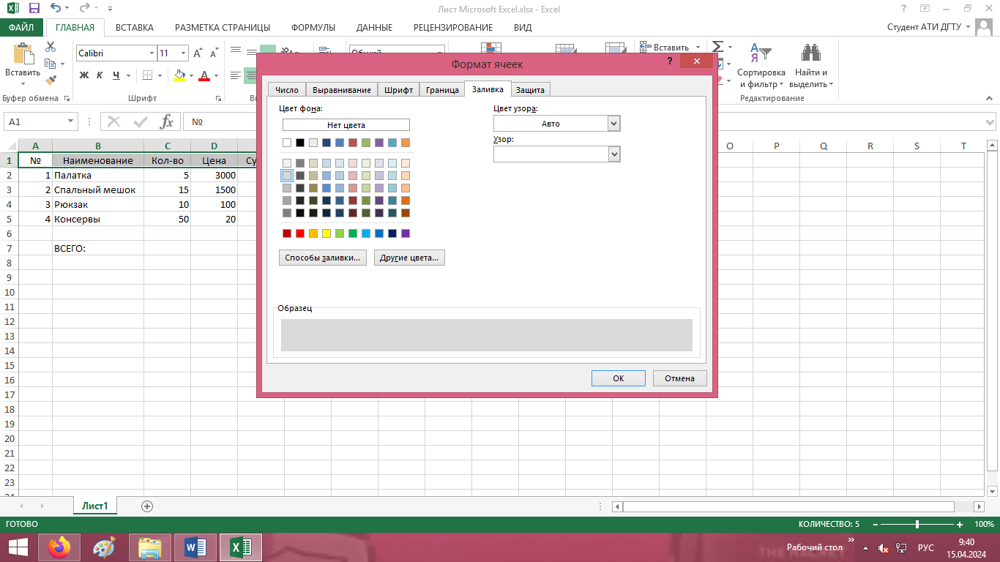 Лист Microsoft Excel.xlsx - Excel
ФАЙЛ ГЛАВНАЯ ВСТАВКА РАЗМЕТКА СТРАНИЦЫ ФОРМУЛЫ ДАННЫЕ РЕЦЕНЗИРОВАНИЕ ВИД Студент АТИ ДГТУ
Вставить
Calibri 11
Общий
Вставить
Ж К Ч
Сортировка и фильтр
Найти и выделить
Буфер обмена Шрифт Редактирование
A1 № 
Формат ячеек
Число Выравнивание Шрифт Граница Заливка Защита
Цвет фона: Цвет узора:
Нет цвета Авто
Узор:
Способы заливки... Другие цвета...
Образец
ОК Отмена
A B C D O P Q R S T
1 № Наименование Кол-во Цена
2 1 Палатка 5 3000
3 2 Спальный мешок 15 1500
4 3 Рюкзак 10 100
5 4 Консервы 50 20
6
7 ВСЕГО:
8
9
10
11
12
13
14
15
16
17
18
19
20
21
22
23
Лист1
ГОТОВО КОЛИЧЕСТВО: 5 100%
Рабочий стол РУС 9:40
15.04.2024